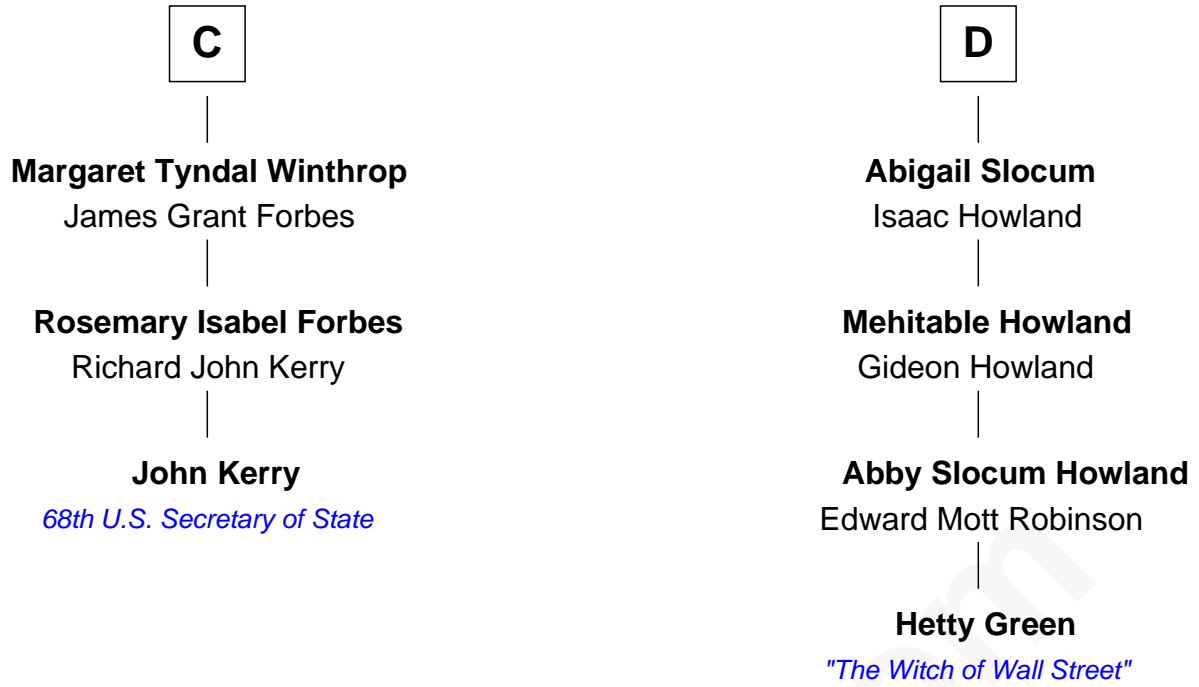 C
Margaret Tyndal Winthrop
James Grant Forbes
Rosemary Isabel Forbes
Richard John Kerry
John Kerry
68th U.S. Secretary of State
D
Abigail Slocum
Isaac Howland
Mehitable Howland
Gideon Howland
Abby Slocum Howland
Edward Mott Robinson
Hetty Green
"The Witch of Wall Street"